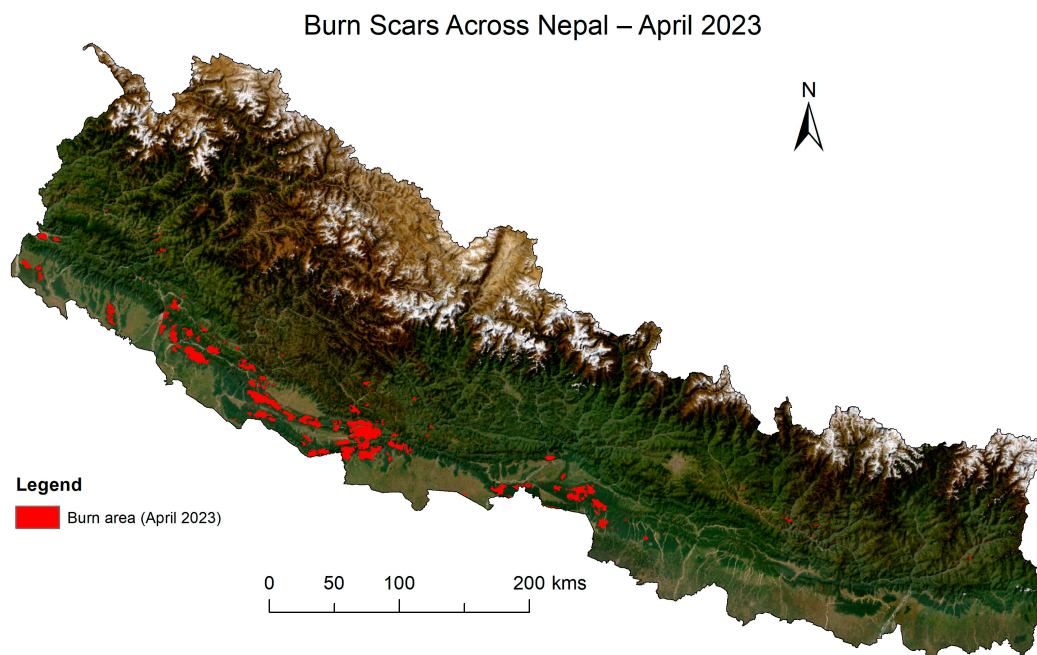 Burn Scars Across Nepal – April 2023
N
Legend
Burn area (April 2023)
0 50 100 200 kms